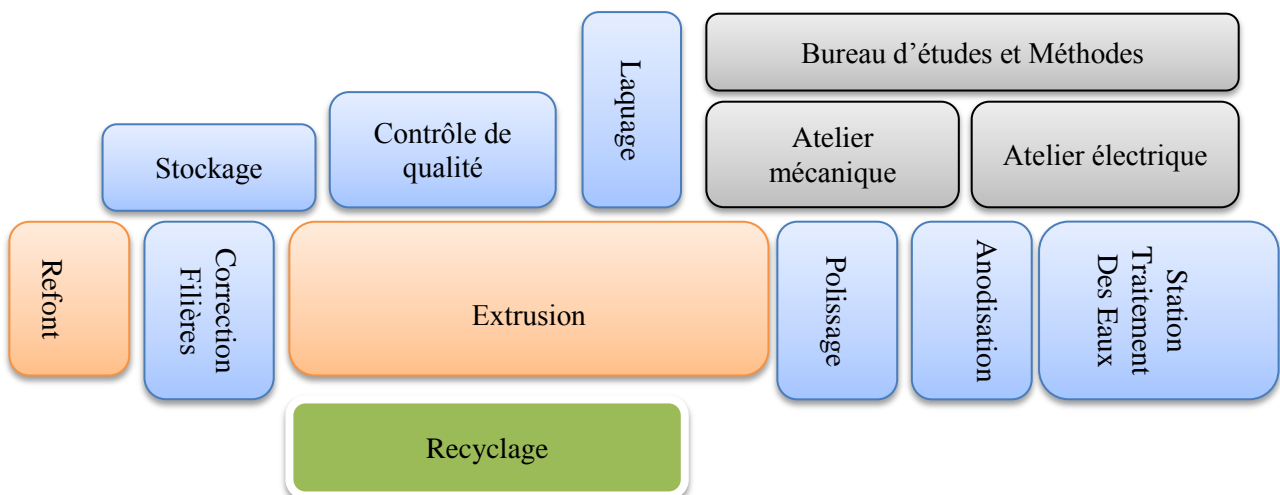 Laquage
Bureau d’études et Méthodes
Stockage
Contrôle de
qualité
Atelier
mécanique
Atelier électrique
Refont
Correction
Filières
Extrusion
Polissage
Anodisation
Station
Traitement
Des Eaux
Recyclage